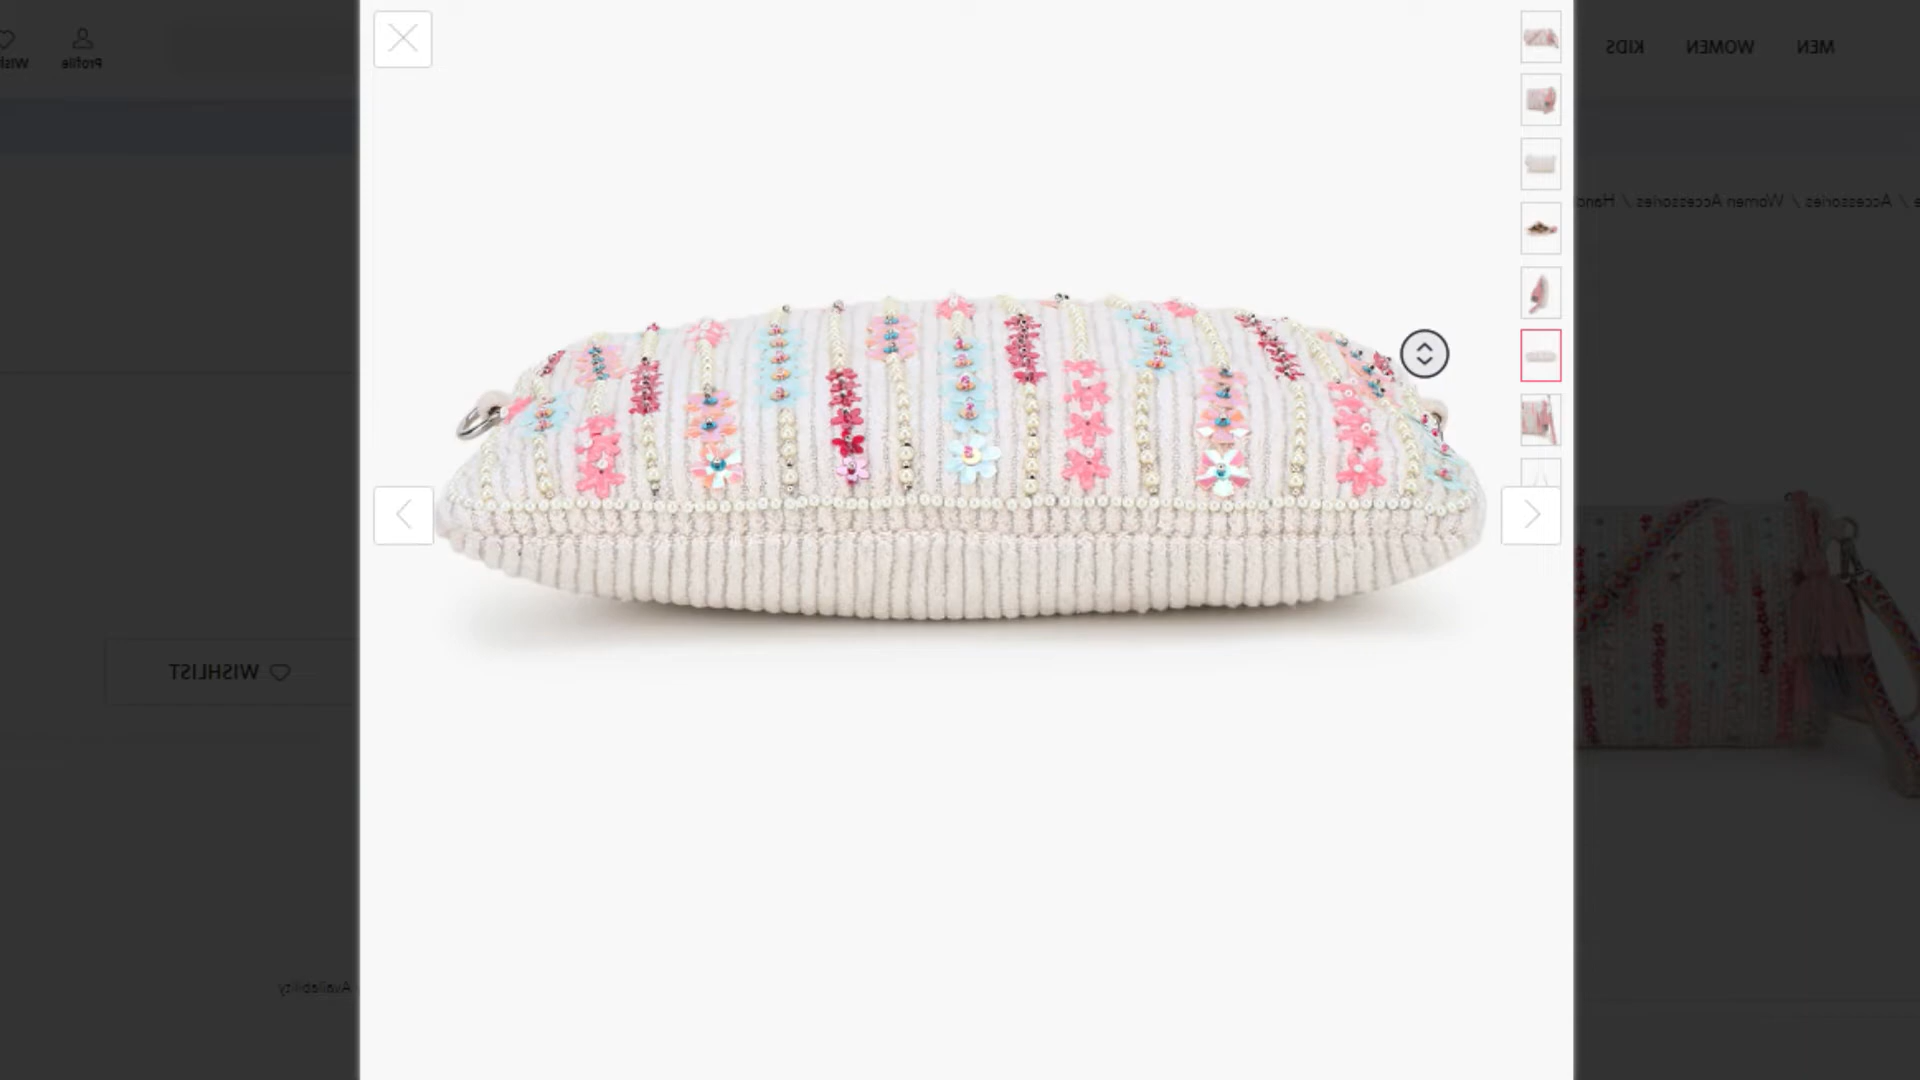 MEN
WOMEN
KIDS
Profile
Accessories / Women Accessories /
WISHLIST
Availability